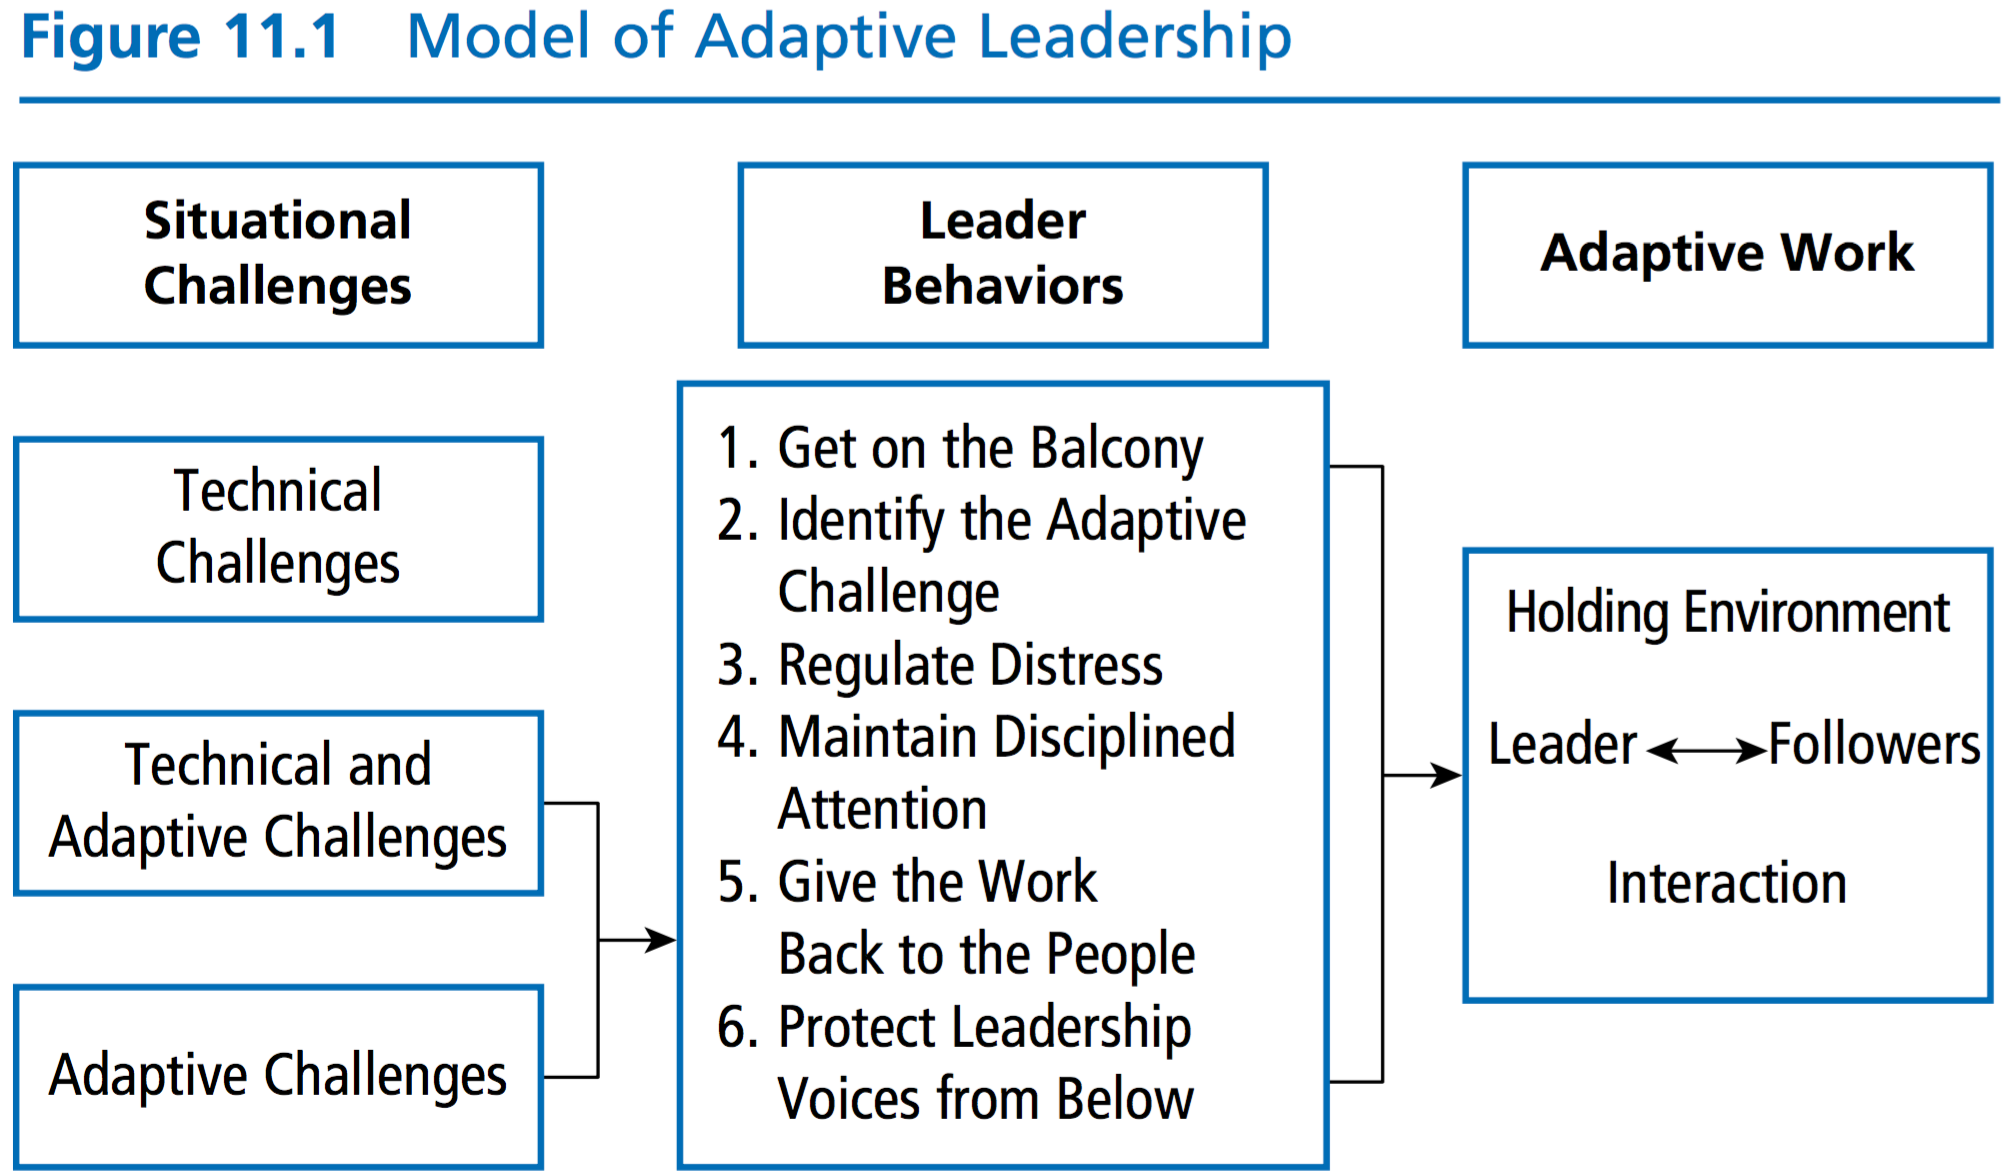 Figure 11.1 Model of Adaptive Leadership
Situational
Challenges
Leader
Behaviors
Adaptive Work
Technical
Challenges
Technical and
Adaptive Challenges
Adaptive Challenges
1. Get on the Balcony
2. Identify the Adaptive
Challenge
3. Regulate Distress
4. Maintain Disciplined
Attention
5. Give the Work
Back to the People
6. Protect Leadership
Voices from Below
Holding Environment
Leader Followers
Interaction